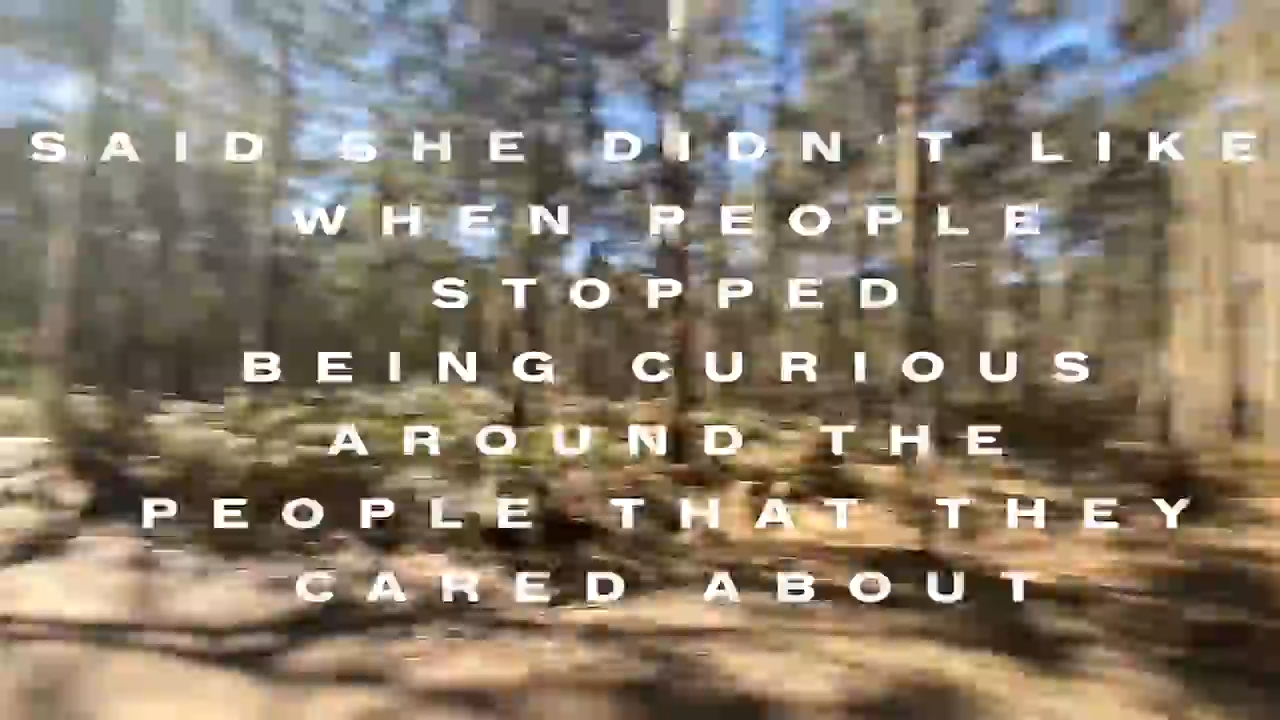 SAID SHE DIDN'T LIKE
WHEN PEOPLE
STOPPED
BEING CURIOUS
AROUND THE
PEOPLE THAT THEY
CARED ABOUT